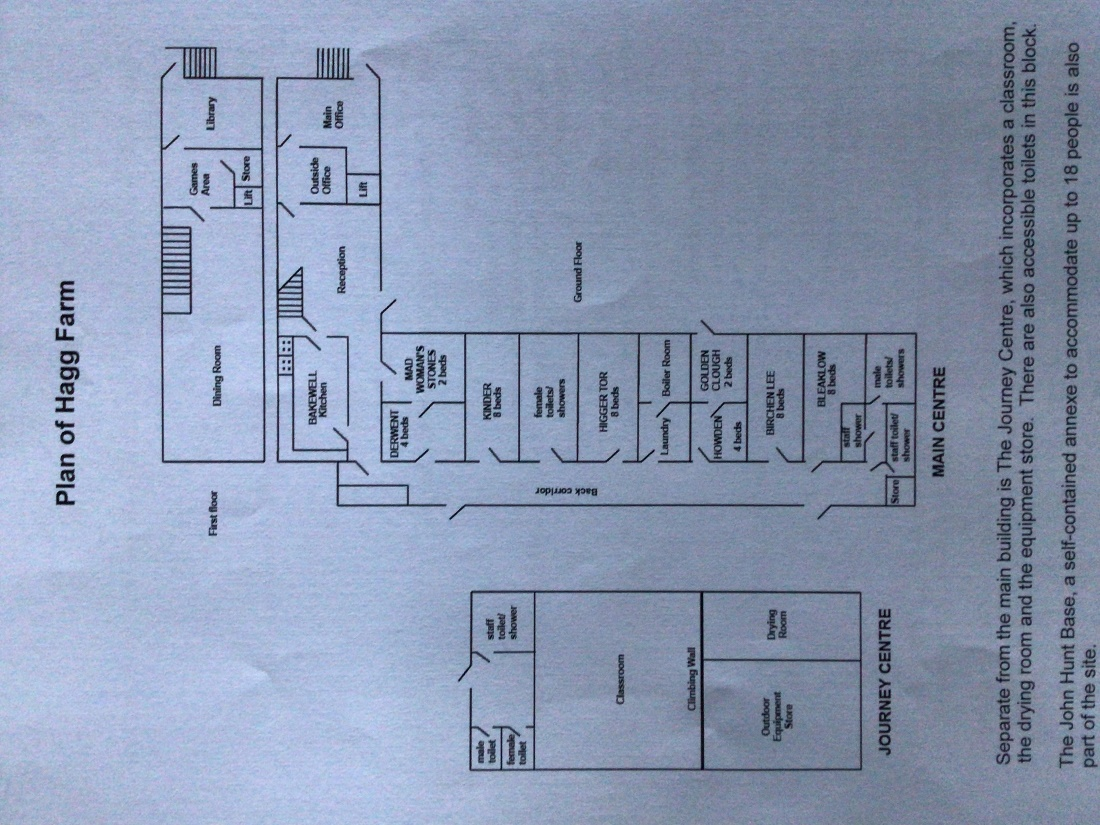 Plan of Hagg Farm
First floor
Dining Room
Games
Area
Lift
Store
Library
BAKEWELL
Kitchen
Reception
Outside
Office
Lift
Main
Office
DERWENT
4 beds
MAD
WOMAN'S
STONES
2 beds
KINDER
8 beds
female
toilets/
showers
Ground Floor
HIGGER TOR
8 beds
Back corridor
Laundry
Boiler Room
HOWDEN
4 beds
GOLDEN
CLOUGH
2 beds
BIRCHEN LEE
8 beds
BLEAKLOW
8 beds
staff
shower
male
toilets/
showers
Store
staff toilet/
shower
MAIN CENTRE
male
toilet
female
toilet
staff
toilet/
shower
Classroom
Climbing Wall
Outdoor
Equipment
Store
Drying
Room
JOURNEY CENTRE
Separate from the main building is The Journey Centre, which incorporates a classroom,
the drying room and the equipment store. There are also accessible toilets in this block.
The John Hunt Base, a self-contained annexe to accommodate up to 18 people is also
part of the site.